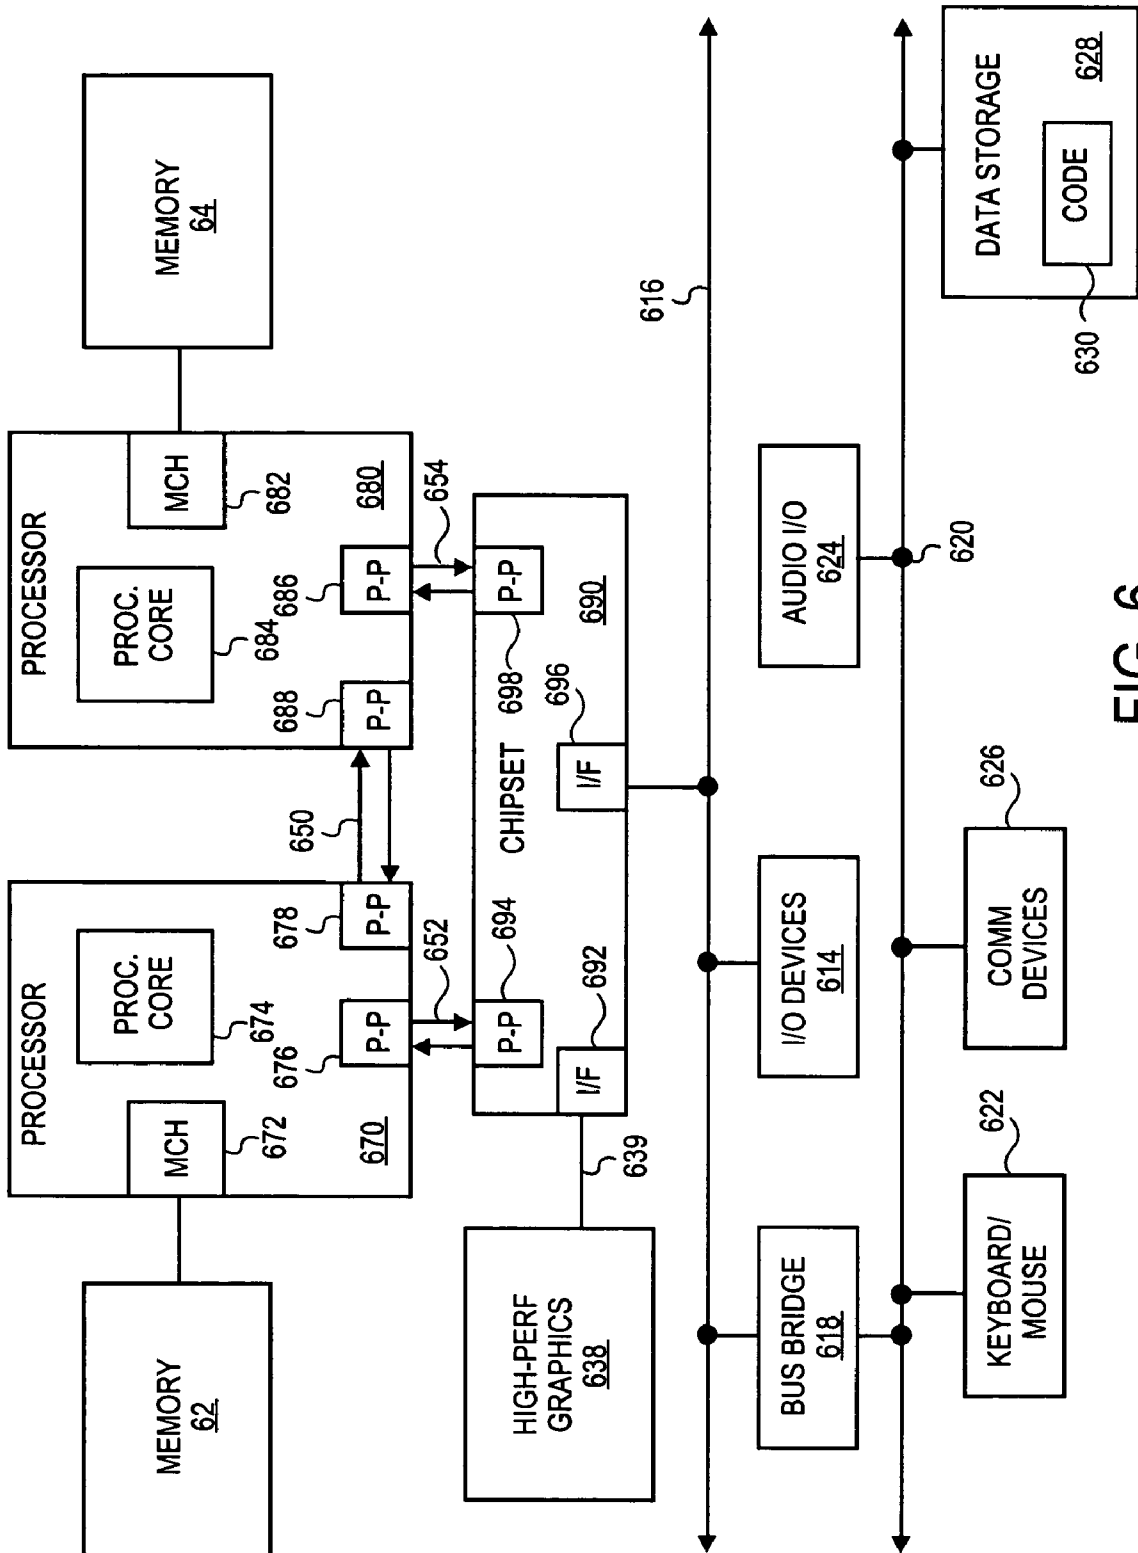 MEMORY
62
PROCESSOR
MCH
672
PROC.
CORE
674
670
676
P-P
678
P-P
650
652
PROCESSOR
PROC.
CORE
684
MCH
682
680
688
P-P
686
P-P
654
MEMORY
64
HIGH-PERF
GRAPHICS
638
639
CHIPSET
690
I/F
692
P-P
694
I/F
696
P-P
698
616
BUS BRIDGE
618
I/O DEVICES
614
AUDIO I/O
624
620
KEYBOARD/
MOUSE
622
COMM
DEVICES
626
DATA STORAGE
628
CODE
630
FIG. 6